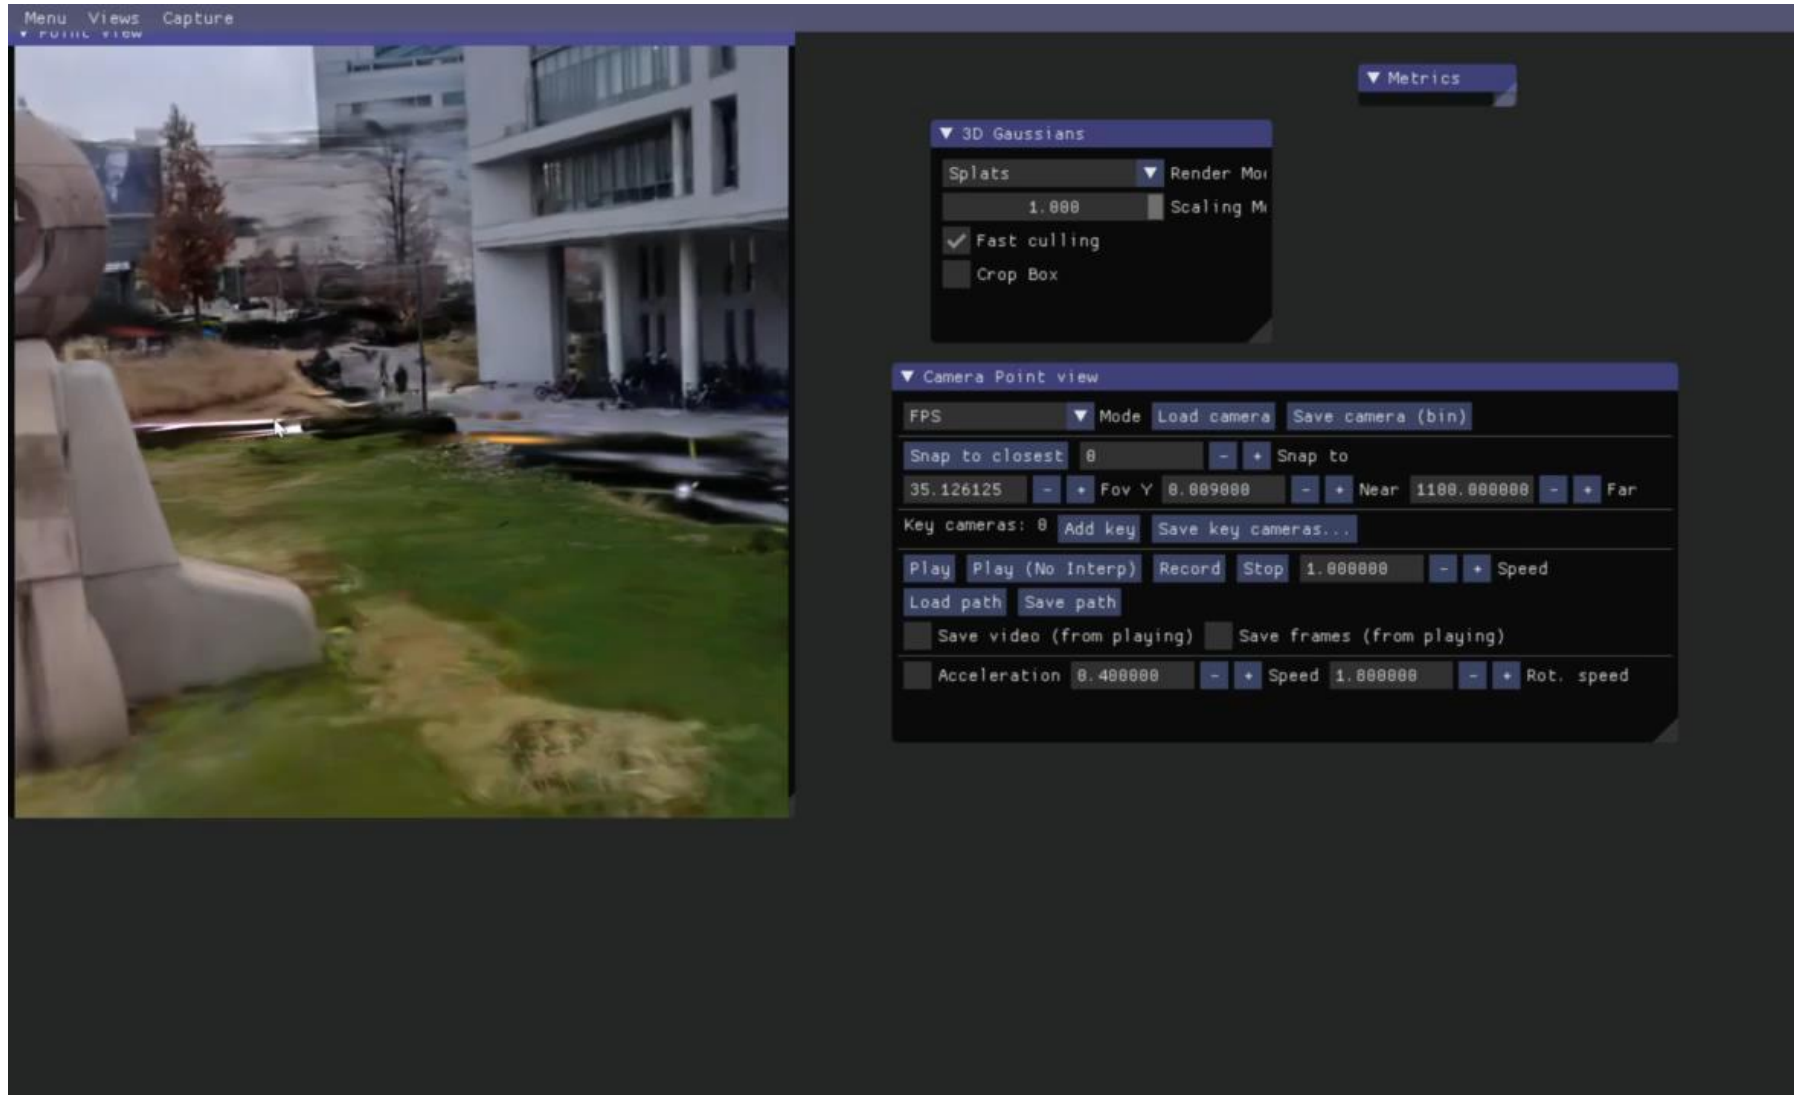 Menu Views Capture
Point view
Metrics
3D Gaussians
Splats Render Mo
1.000 Scaling M
Fast culling
Crop Box
Camera Point view
FPS Mode Load camera Save camera (bin)
Snap to closest 0 - + Snap to
35.126125 - + Fov Y 0.009000 - + Near 1100.000000 - + Far
Key cameras: 0 Add key Save key cameras...
Play Play (No Interp) Record Stop 1.000000 - + Speed
Load path Save path
Save video (from playing) Save frames (from playing)
Acceleration 0.400000 - + Speed 1.800000 - + Rot. speed